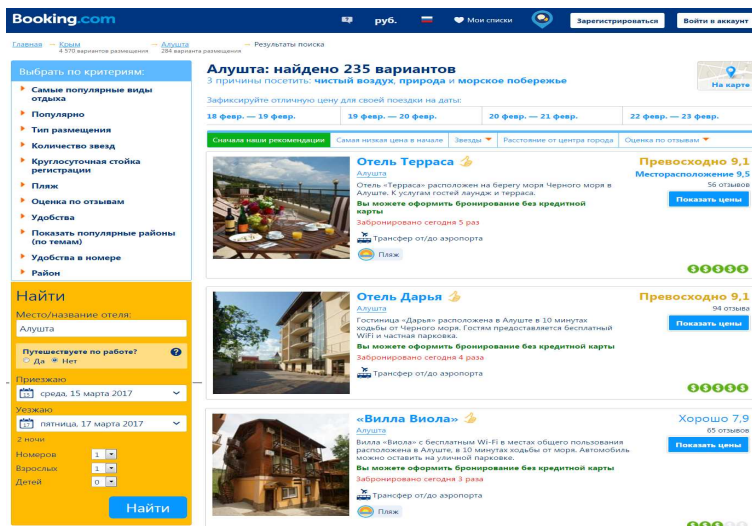 Booking.com
руб.
Мои списки
Зарегистрироваться
Войти в аккаунт
Главная → Крым → Алушта → Результаты поиска
4 570 вариантов размещения 284 варианта размещения
Выбрать по критериям:
Самые популярные виды
отдыха
Популярно
Тип размещения
Количество звезд
Круглосуточная стойка
регистрации
Пляж
Оценка по отзывам
Удобства
Показать популярные районы
(по темам)
Удобства в номере
Район
Найти
Место/название отеля:
Алушта
Путешествуете по работе?
Да Нет
Приезжаю
среда, 15 марта 2017
Уезжаю
пятница, 17 марта 2017
2 ночи
Номеров 1
Взрослых 1
Детей 0
Найти
Алушта: найдено 235 вариантов
3 причины посетить: чистый воздух, природа и морское побережье
На карте
Зафиксируйте отличную цену для своей поездки на даты:
18 февр. — 19 февр. 19 февр. — 20 февр. 20 февр. — 21 февр. 22 февр. — 23 февр.
Сначала наши рекомендации Самая низкая цена в начале Звезды Расстояние от центра города Оценка по отзывам
Отель Терраса
Алушта
Отель «Терраса» расположен на берегу моря Черного моря в
Алуште. К услугам гостей лаундж и терраса.
Вы можете оформить бронирование без кредитной
карты
Забронировано сегодня 5 раз
Трансфер от/до аэропорта
Пляж
Превосходно 9,1
Месторасположение 9,5
56 отзывов
Показать цены
Отель Дарья
Алушта
Гостиница «Дарья» расположена в Алуште в 10 минутах
ходьбы от Черного моря. Гостям предоставляется бесплатный
WiFi и частная парковка.
Вы можете оформить бронирование без кредитной карты
Забронировано сегодня 4 раза
Трансфер от/до аэропорта
Превосходно 9,1
94 отзыва
Показать цены
«Вилла Виола»
Алушта
Вилла «Виола» с бесплатным Wi-Fi в местах общего пользования
расположена в Алуште, в 10 минутах ходьбы от моря. Автомобиль
можно оставить на уличной парковке.
Вы можете оформить бронирование без кредитной карты
Забронировано сегодня 3 раза
Трансфер от/до аэропорта
Пляж
Хорошо 7,9
65 отзывов
Показать цены